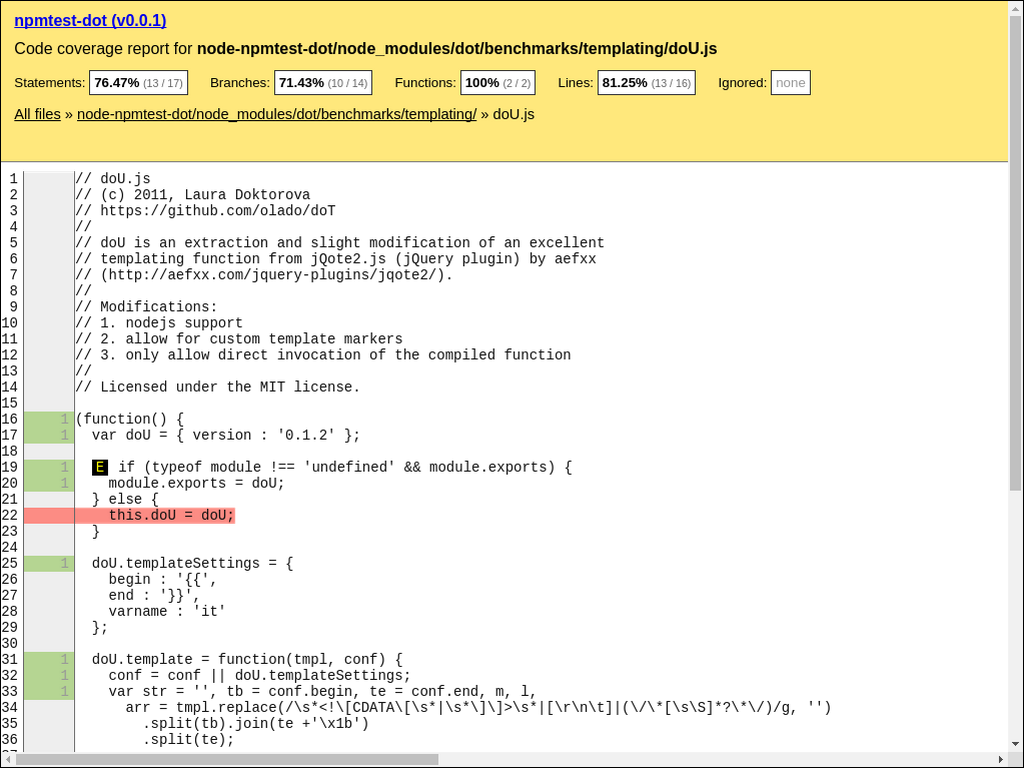 npmtest-dot (v0.0.1)
Code coverage report for node-npmtest-dot/node_modules/dot/benchmarks/templating/doU.js
Statements: 76.47% (13 / 17) Branches: 71.43% (10 / 14) Functions: 100% (2 / 2) Lines: 81.25% (13 / 16) Ignored: none
All files » node-npmtest-dot/node_modules/dot/benchmarks/templating/ » doU.js
1 // doU.js
2 // (c) 2011, Laura Doktorova
3 // https://github.com/olado/doT
4 //
5 // doU is an extraction and slight modification of an excellent
6 // templating function from jQote2.js (jQuery plugin) by aefxx
7 // (http://aefxx.com/jquery-plugins/jqote2/).
8 //
9 // Modifications:
10 // 1. nodejs support
11 // 2. allow for custom template markers
12 // 3. only allow direct invocation of the compiled function
13 //
14 // Licensed under the MIT license.
15
16 1 (function() {
17 1 var doU = { version : '0.1.2' };
18
19 1 E if (typeof module !== 'undefined' && module.exports) {
20 1 module.exports = doU;
21 } else {
22 this.doU = doU;
23 }
24
25 1 doU.templateSettings = {
26 begin : '{{',
27 end : '}}',
28 varname : 'it'
29 };
30
31 1 doU.template = function(tmpl, conf) {
32 1 conf = conf || doU.templateSettings;
33 1 var str = '', tb = conf.begin, te = conf.end, m, l,
34 arr = tmpl.replace(/\s*<!\[CDATA\[\s*|\s*\]\]>\s*|[\r\n\t]|(\/\*[\s\S]*?\*\/)/g, '')
35 .split(tb).join(te +'\x1b')
36 .split(te);